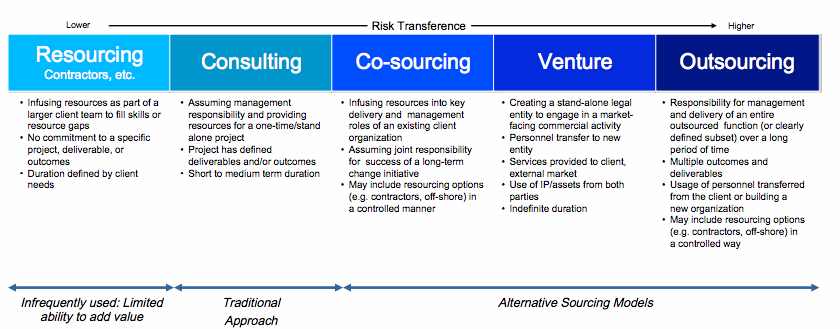 Lower Risk Transference Higher
Resourcing
Contractors, etc.
Consulting
Co-sourcing
Venture
Outsourcing
• Infusing resources as part of a
larger client team to fill skills or
resource gaps
• No commitment to a specific
project, deliverable, or
outcomes
• Duration defined by client
needs
• Assuming management
responsibility and providing
resources for a one-time/stand
alone project
• Project has defined
deliverables and/or outcomes
• Short to medium term duration
• Infusing resources into key
delivery and management
roles of an existing client
organization
• Assuming joint responsibility
for success of a long-term
change initiative
• May include resourcing options
(e.g. contractors, off-shore) in
a controlled manner
• Creating a stand-alone legal
entity to engage in a market-
facing commercial activity
• Personnel transfer to new
entity
• Services provided to client,
external market
• Use of IP/assets from both
parties
• Indefinite duration
• Responsibility for management
and delivery of an entire
outsourced function (or clearly
defined subset) over a long
period of time
• Multiple outcomes and
deliverables
• Usage of personnel transferred
from the client or building a
new organization
• May include resourcing options
(e.g. contractors, off-shore) in
a controlled way
Infrequently used: Limited
ability to add value
Traditional
Approach
Alternative Sourcing Models